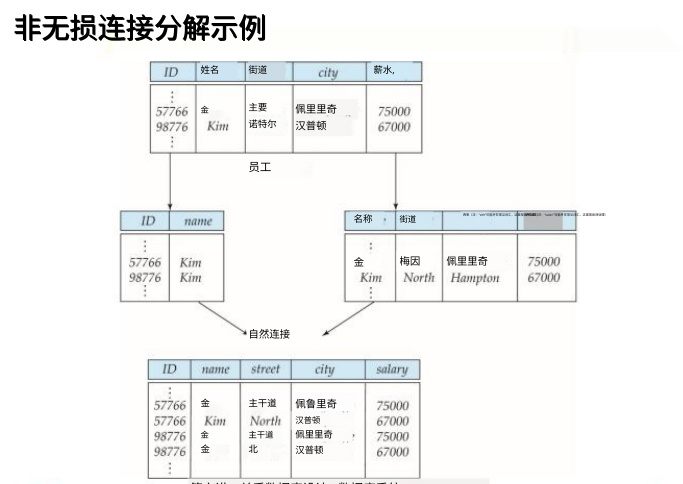 非无损连接分解示例
ID 姓名 街道 city 薪水,
57766 金 主要 佩里里奇 75000
98776 Kim 诺特尔 汉普顿 67000
员工
ID name
57766 Kim
98776 Kim
名称 街道
金 梅因 佩里里奇 75000
Kim North Hampton 67000
自然连接
ID name street city salary
57766 金 主干道 佩鲁里奇 75000
57766 Kim North 汉普顿 67000
98776 金 主干道 佩里里奇 75000
98776 金 北 汉普顿 67000